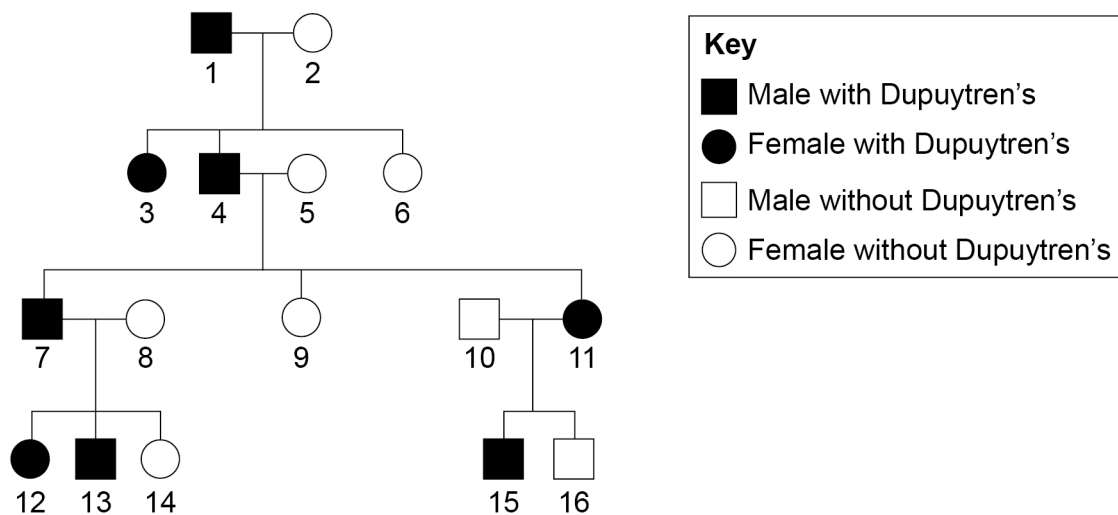 Key
Male with Dupuytren's
Female with Dupuytren's
Male without Dupuytren's
Female without Dupuytren's
1 2
3 4 5 6
7 8 9 10 11
12 13 14 15 16